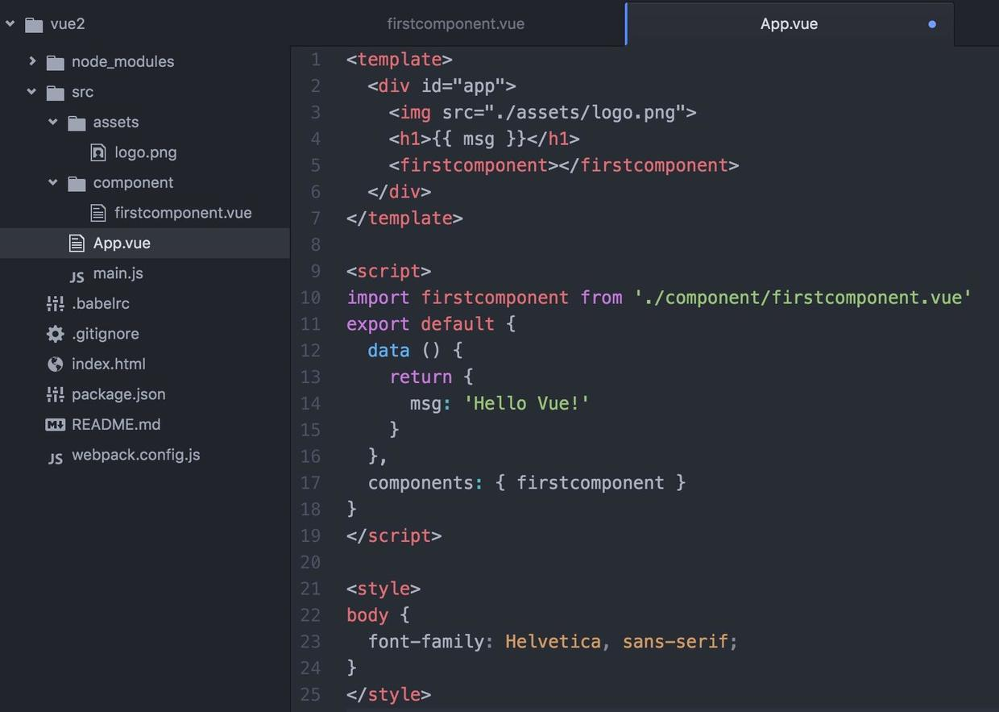 vue2
node_modules
src
assets
logo.png
component
firstcomponent.vue
App.vue
JS main.js
.babelrc
.gitignore
index.html
package.json
README.md
JS webpack.config.js
firstcomponent.vue
App.vue
1 <template>
2   <div id="app">
3     <img src="./assets/logo.png">
4     <h1>{{ msg }}</h1>
5     <firstcomponent></firstcomponent>
6   </div>
7 </template>
8
9 <script>
10 import firstcomponent from './component/firstcomponent.vue'
11 export default {
12   data () {
13     return {
14       msg: 'Hello Vue!'
15     }
16   },
17   components: { firstcomponent }
18 }
19 </script>
20
21 <style>
22 body {
23   font-family: Helvetica, sans-serif;
24 }
25 </style>